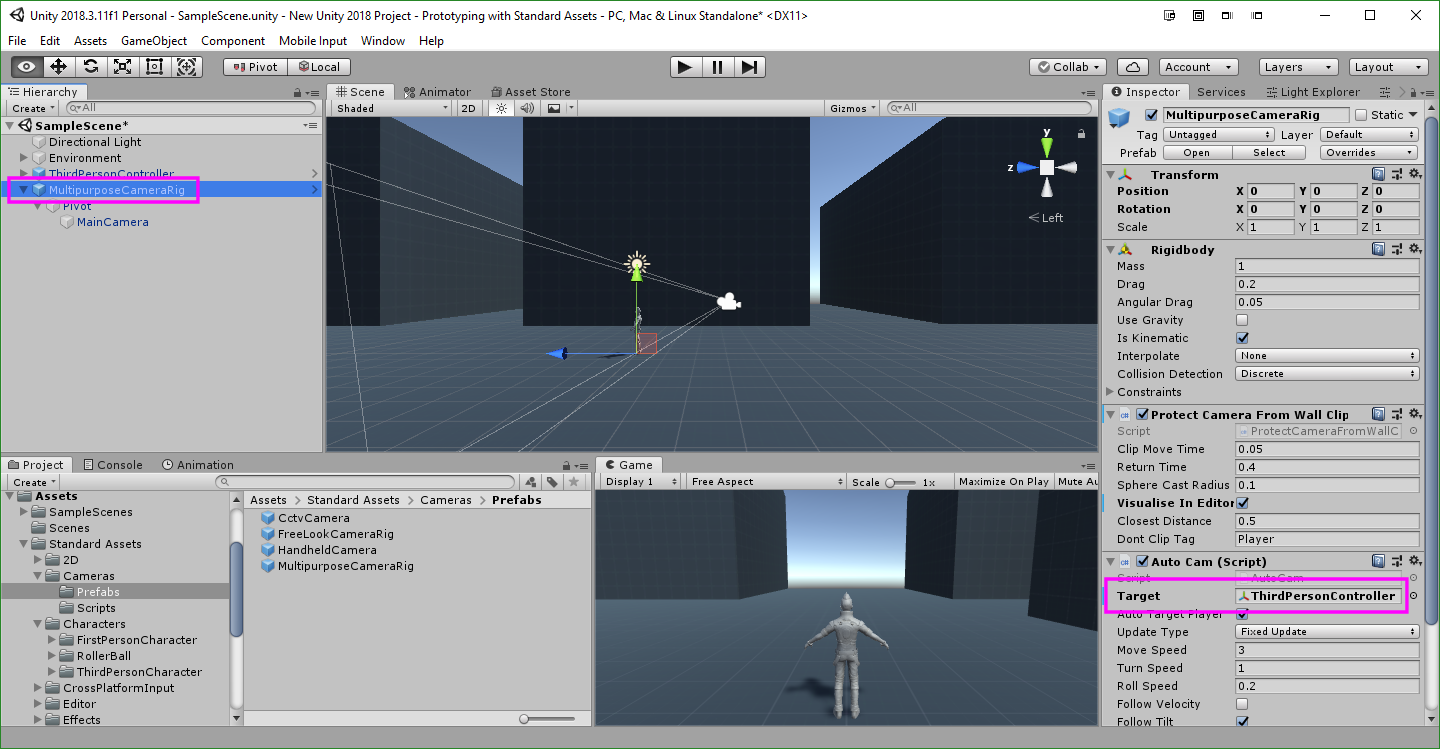 Unity 2018.3.11f1 Personal - SampleScene.unity - New Unity 2018 Project - Prototyping with Standard Assets - PC, Mac & Linux Standalone* <DX11>
File Edit Assets GameObject Component Mobile Input Window Help
Pivot Local Collab Account Layers Layout
Hierarchy
Create All
SampleScene*
Directional Light
Environment
ThirdPersonController
MultipurposeCameraRig
Pivot
MainCamera
Scene Animator Asset Store
Shaded 2D Gizmos All
y
z
Left
Inspector Services Light Explorer
MultipurposeCameraRig Static
Tag Untagged Layer Default
Prefab Open Select Overrides
Transform
Position X 0 Y 0 Z 0
Rotation X 0 Y 0 Z 0
Scale X 1 Y 1 Z 1
Rigidbody
Mass 1
Drag 0.2
Angular Drag 0.05
Use Gravity
Is Kinematic
Interpolate None
Collision Detection Discrete
Constraints
Protect Camera From Wall Clip
Script ProtectCameraFromWallC
Clip Move Time 0.05
Return Time 0.4
Sphere Cast Radius 0.1
Visualise In Editor
Closest Distance 0.5
Dont Clip Tag Player
Auto Cam (Script)
Script AutoCam
Target ThirdPersonController
Auto Target Player
Update Type Fixed Update
Move Speed 3
Turn Speed 1
Roll Speed 0.2
Follow Velocity
Follow Tilt
Project Console Animation
Create
Assets
SampleScenes
Scenes
Standard Assets
2D
Cameras
Prefabs
Scripts
Characters
FirstPersonCharacter
RollerBall
ThirdPersonCharacter
CrossPlatformInput
Editor
Effects
Assets > Standard Assets > Cameras > Prefabs
CctvCamera
FreeLookCameraRig
HandheldCamera
MultipurposeCameraRig
Game
Display 1 Free Aspect Scale 1x Maximize On Play Mute Au